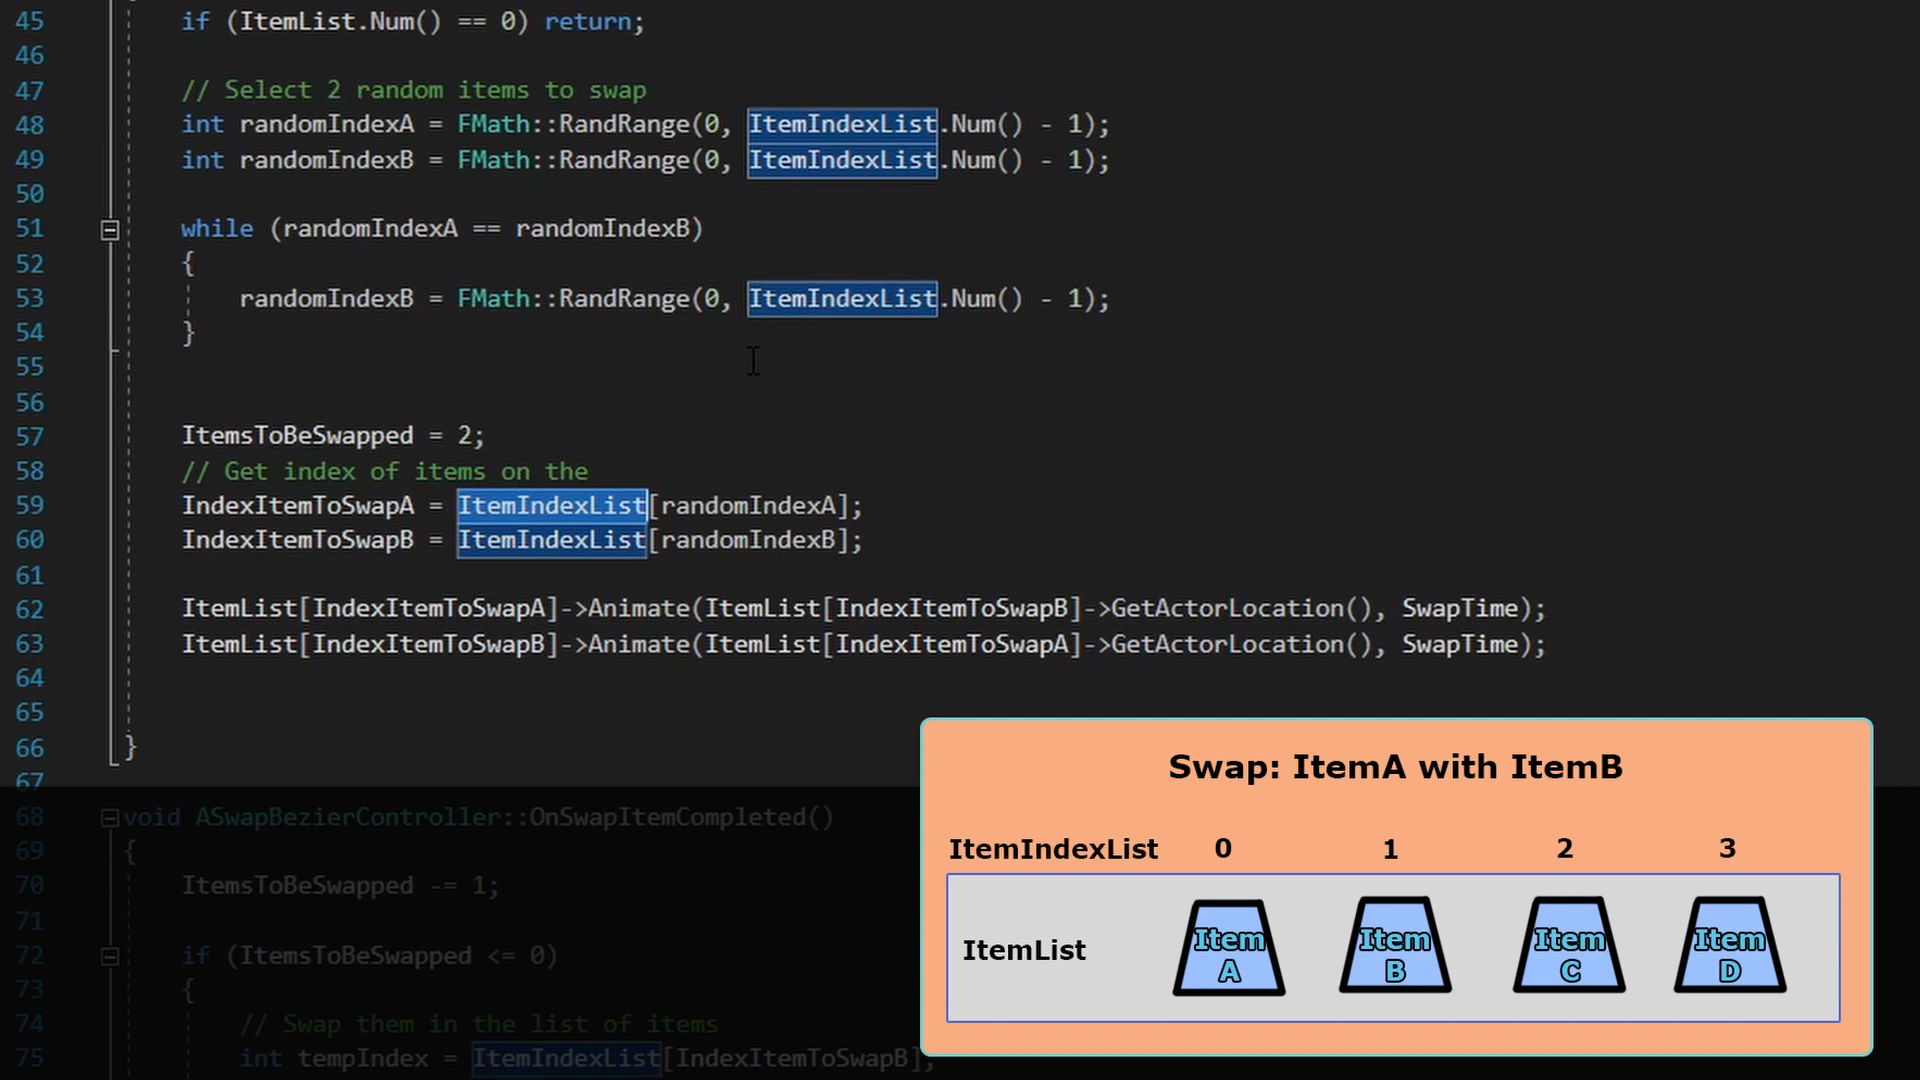 45 if (ItemList.Num() == 0) return;
46
47 // Select 2 random items to swap
48 int randomIndexA = FMath::RandRange(0, ItemIndexList.Num() - 1);
49 int randomIndexB = FMath::RandRange(0, ItemIndexList.Num() - 1);
50
51 while (randomIndexA == randomIndexB)
52 {
53 randomIndexB = FMath::RandRange(0, ItemIndexList.Num() - 1);
54 }
55
56
57 ItemsToBeSwapped = 2;
58 // Get index of items on the
59 IndexItemToSwapA = ItemIndexList[randomIndexA];
60 IndexItemToSwapB = ItemIndexList[randomIndexB];
61
62 ItemList[IndexItemToSwapA]->Animate(ItemList[IndexItemToSwapB]->GetActorLocation(), SwapTime);
63 ItemList[IndexItemToSwapB]->Animate(ItemList[IndexItemToSwapA]->GetActorLocation(), SwapTime);
64
65
66 }
67
68 void ASwapBezierController::OnSwapItemCompleted()
69 {
70 ItemsToBeSwapped -= 1;
71
72 if (ItemsToBeSwapped <= 0)
73 {
74 // Swap them in the list of items
75 int tempIndex = ItemIndexList[IndexItemToSwapB];
Swap: ItemA with ItemB
ItemIndexList 0 1 2 3
ItemList
Item A
Item B
Item C
Item D